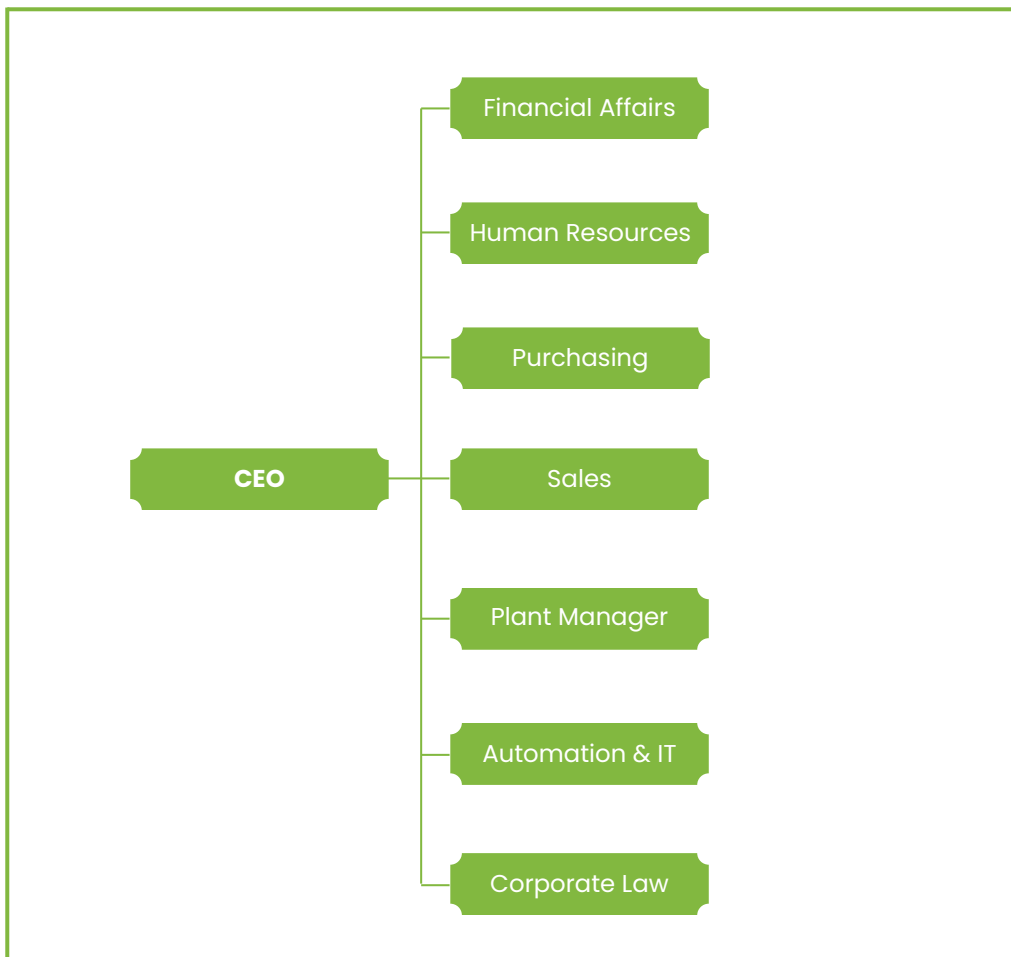 Financial Affairs
Human Resources
Purchasing
CEO
Sales
Plant Manager
Automation & IT
Corporate Law